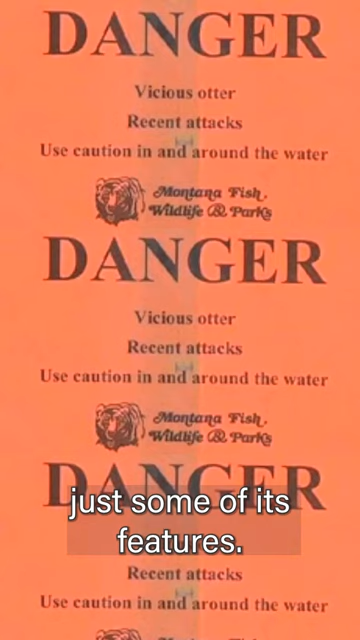 DANGER
Vicious otter
Recent attacks
Use caution in and around the water
Montana Fish,
Wildlife & Parks
DANGER
Vicious otter
Recent attacks
Use caution in and around the water
Montana Fish,
Wildlife & Parks
DANGER
just some of its
features.
Recent attacks
Use caution in and around the water